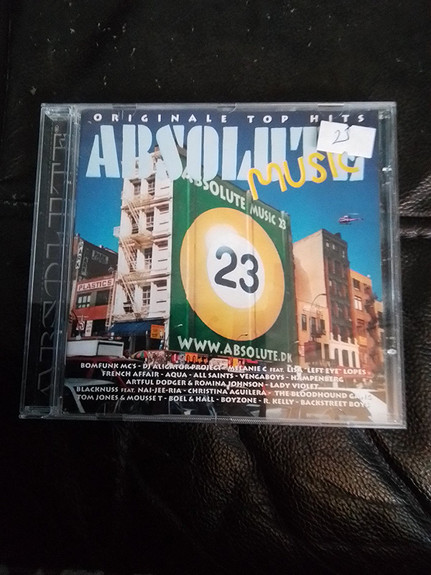 ORIGINALE TOP HITS
ABSOLUTE
MUSIC
2
ABSOLUTE MUSIC 23
23
PLASTICS
WWW.ABSOLUTE.DK
BOMFUNK MC'S - DJ ALIGATOR PROJECT - MELANIE C FEAT. LISA "LEFT EYE" LOPES
FRENCH AFFAIR - AQUA - ALL SAINTS - VENGABOYS - HAMPENBERG
ARTFUL DODGER & ROMINA JOHNSON - LADY VIOLET
BLACKNUSS FEAT. NAI-JEE-RIA - CHRISTINA AGUILERA - THE BLOODHOUND GANG
TOM JONES & MOUSSE T - BOEL & HALL - BOYZONE - R. KELLY - BACKSTREET BOYS
ABSOLUTE